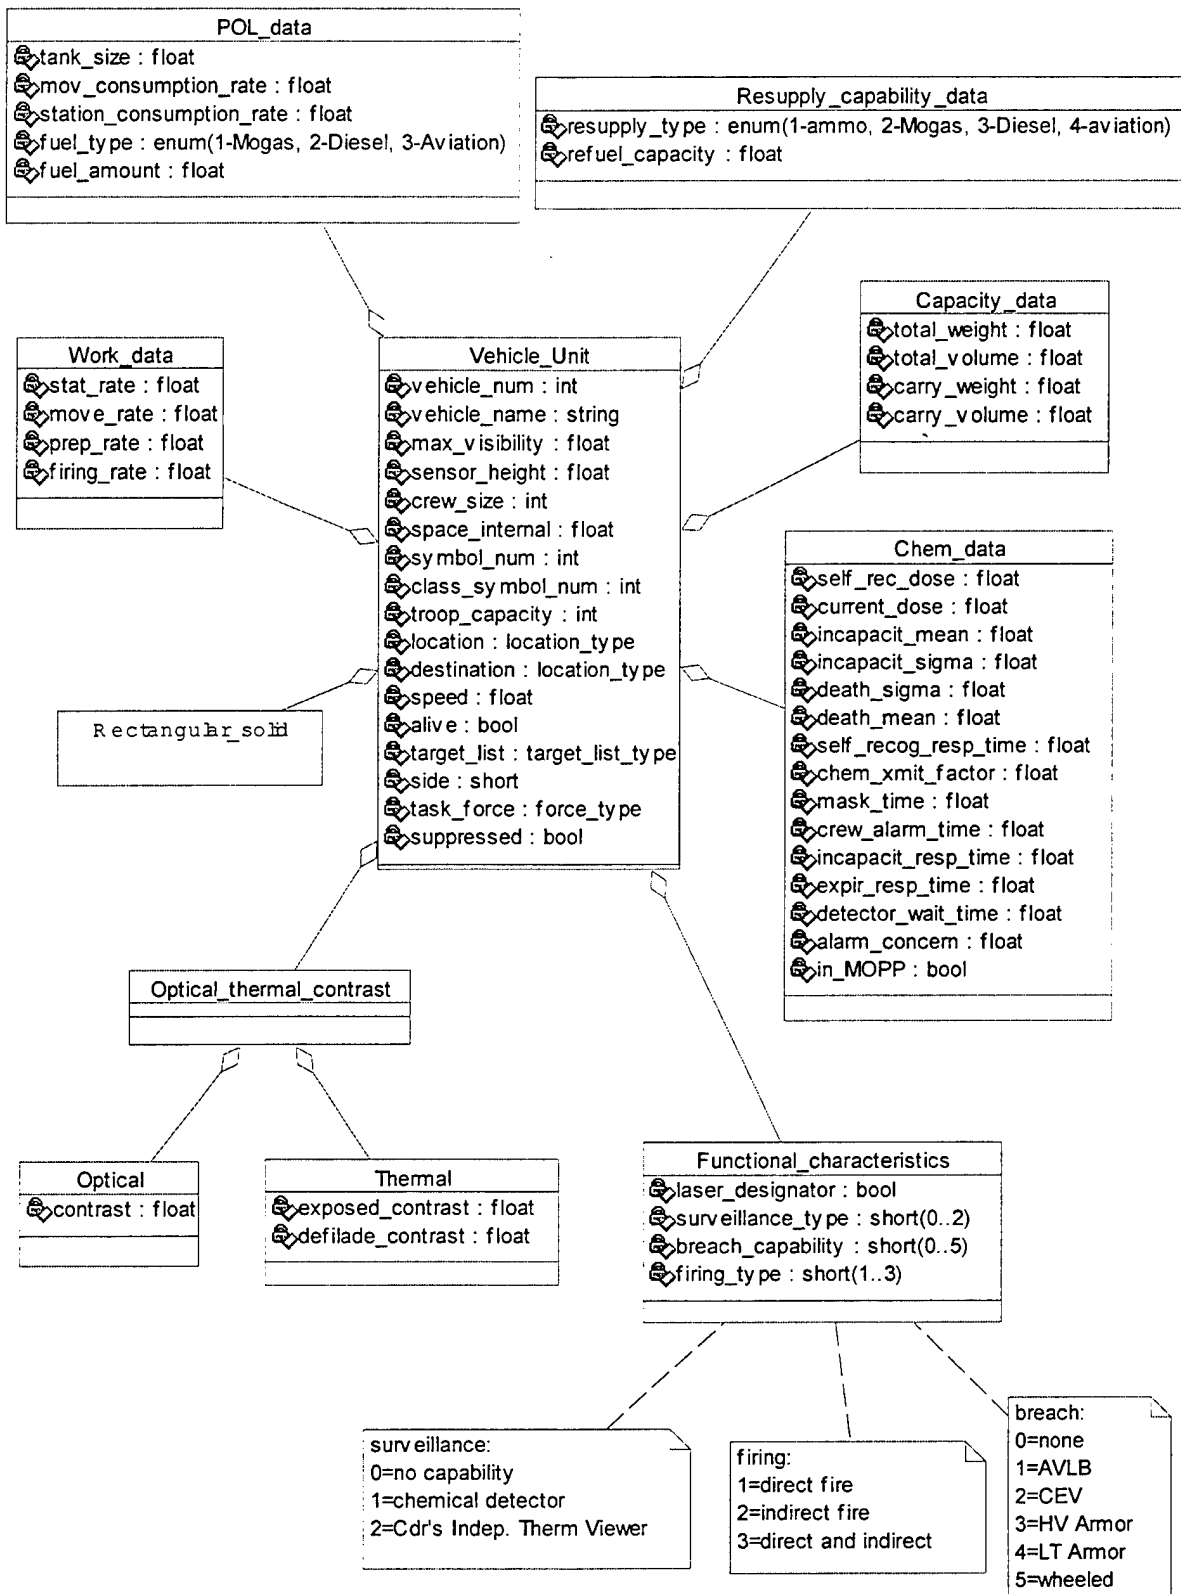 POL_data
tank_size : float
mov_consumption_rate : float
station_consumption_rate : float
fuel_type : enum(1-Mogas, 2-Diesel, 3-Aviation)
fuel_amount : float
Resupply_capability_data
resupply_type : enum(1-ammo, 2-Mogas, 3-Diesel, 4-aviation)
refuel_capacity : float
Capacity_data
total_weight : float
total_volume : float
carry_weight : float
carry_volume : float
Work_data
stat_rate : float
move_rate : float
prep_rate : float
firing_rate : float
Vehicle_Unit
vehicle_num : int
vehicle_name : string
max_visibility : float
sensor_height : float
crew_size : int
space_internal : float
symbol_num : int
class_symbol_num : int
troop_capacity : int
location : location_type
destination : location_type
speed : float
alive : bool
target_list : target_list_type
side : short
task_force : force_type
suppressed : bool
Chem_data
self_rec_dose : float
current_dose : float
incapacit_mean : float
incapacit_sigma : float
death_sigma : float
death_mean : float
self_recog_resp_time : float
chem_xmit_factor : float
mask_time : float
crew_alarm_time : float
incapacit_resp_time : float
expir_resp_time : float
detector_wait_time : float
alarm_concern : float
in_MOPP : bool
Rectangular_solid
Optical_thermal_contrast
Optical
contrast : float
Thermal
exposed_contrast : float
defilade_contrast : float
Functional_characteristics
laser_designator : bool
surveillance_type : short(0..2)
breach_capability : short(0..5)
firing_type : short(1..3)
surveillance:
0=no capability
1=chemical detector
2=Cdr's Indep. Therm Viewer
firing:
1=direct fire
2=indirect fire
3=direct and indirect
breach:
0=none
1=AVLB
2=CEV
3=HV Armor
4=LT Armor
5=wheeled